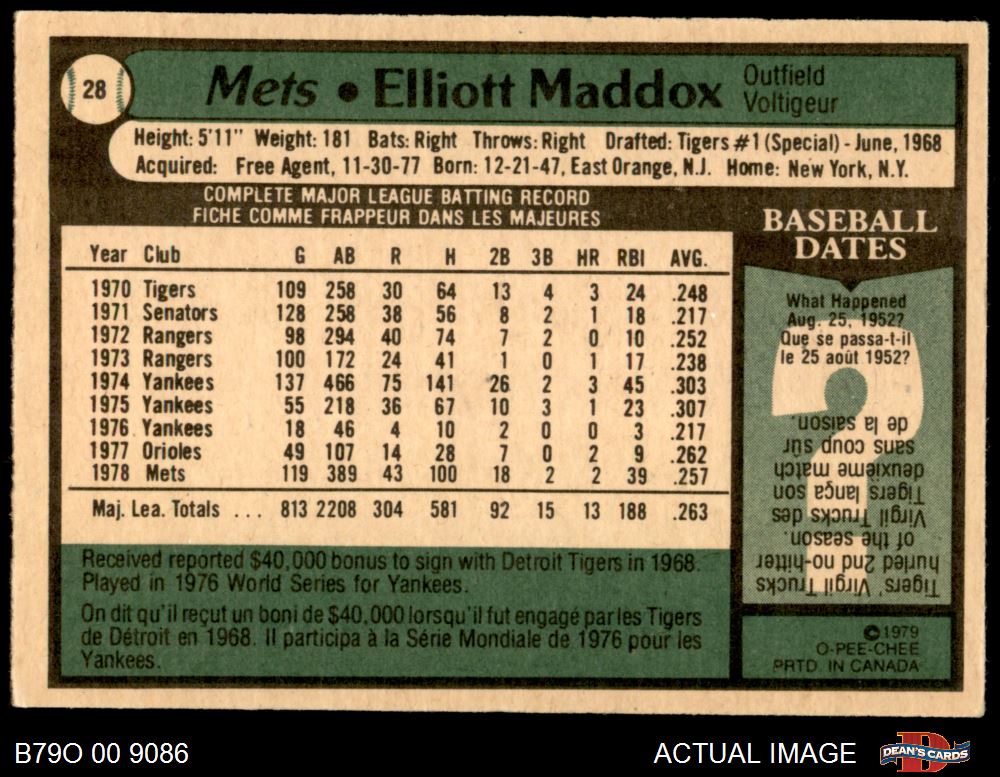 28
Mets • Elliott Maddox
Outfield
Voltigeur
Height: 5'11" Weight: 181 Bats: Right Throws: Right Drafted: Tigers #1 (Special) - June, 1968
Acquired: Free Agent, 11-30-77 Born: 12-21-47, East Orange, N.J. Home: New York, N.Y.
COMPLETE MAJOR LEAGUE BATTING RECORD
FICHE COMME FRAPPEUR DANS LES MAJEURES
Year Club G AB R H 2B 3B HR RBI AVG.
1970 Tigers 109 258 30 64 13 4 3 24 .248
1971 Senators 128 258 38 56 8 2 1 18 .217
1972 Rangers 98 294 40 74 7 2 0 10 .252
1973 Rangers 100 172 24 41 1 0 1 17 .238
1974 Yankees 137 466 75 141 26 2 3 45 .303
1975 Yankees 55 218 36 67 10 3 1 23 .307
1976 Yankees 18 46 4 10 2 0 0 3 .217
1977 Orioles 49 107 14 28 7 0 2 9 .262
1978 Mets 119 389 43 100 18 2 2 39 .257
Maj. Lea. Totals ... 813 2208 304 581 92 15 13 188 .263
Received reported $40,000 bonus to sign with Detroit Tigers in 1968.
Played in 1976 World Series for Yankees.
On dit qu'il reçut un boni de $40,000 lorsqu'il fut engagé par les Tigers
de Détroit en 1968. Il participa à la Série Mondiale de 1976 pour les
Yankees.
BASEBALL
DATES
What Happened
Aug. 25, 1952?
Que se passa-t-il
le 25 août 1952?
Tigers' Virgil Trucks
hurled 2nd no-hitter
of the season.
Virgil Trucks des
Tigers lança son
deuxième match
sans coup sûr
de la saison.
©1979
O-PEE-CHEE
PRTD. IN CANADA
B79O 00 9086
ACTUAL IMAGE
D
DEAN'S CARDS